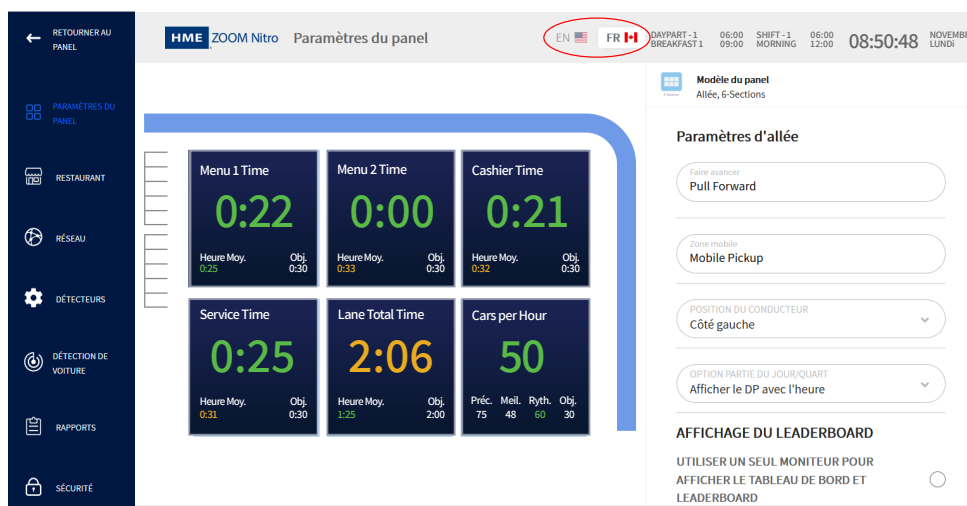 RETOURNER AU
PANEL
HME ZOOM Nitro Paramètres du panel
EN FR
DAYPART - 1 06:00 SHIFT - 1 06:00
BREAKFAST 1 09:00 MORNING 12:00
08:50:48
NOVEMBR
LUNDI
PARAMÈTRES DU
PANEL
RESTAURANT
RÉSEAU
DÉTECTEURS
DÉTECTION DE
VOITURE
RAPPORTS
SÉCURITÉ
Menu 1 Time
0:22
Heure Moy. Obj.
0:25 0:30
Menu 2 Time
0:00
Heure Moy. Obj.
0:33 0:30
Cashier Time
0:21
Heure Moy. Obj.
0:32 0:30
Service Time
0:25
Heure Moy. Obj.
0:31 0:30
Lane Total Time
2:06
Heure Moy. Obj.
1:25 2:00
Cars per Hour
50
Préc. Meil. Ryth. Obj.
75 48 60 30
Modèle du panel
Allée, 6-Sections
Paramètres d'allée
Faire avancer
Pull Forward
Zone mobile
Mobile Pickup
POSITION DU CONDUCTEUR
Côté gauche
OPTION PARTIE DU JOUR/QUART
Afficher le DP avec l'heure
AFFICHAGE DU LEADERBOARD
UTILISER UN SEUL MONITEUR POUR
AFFICHER LE TABLEAU DE BORD ET
LEADERBOARD